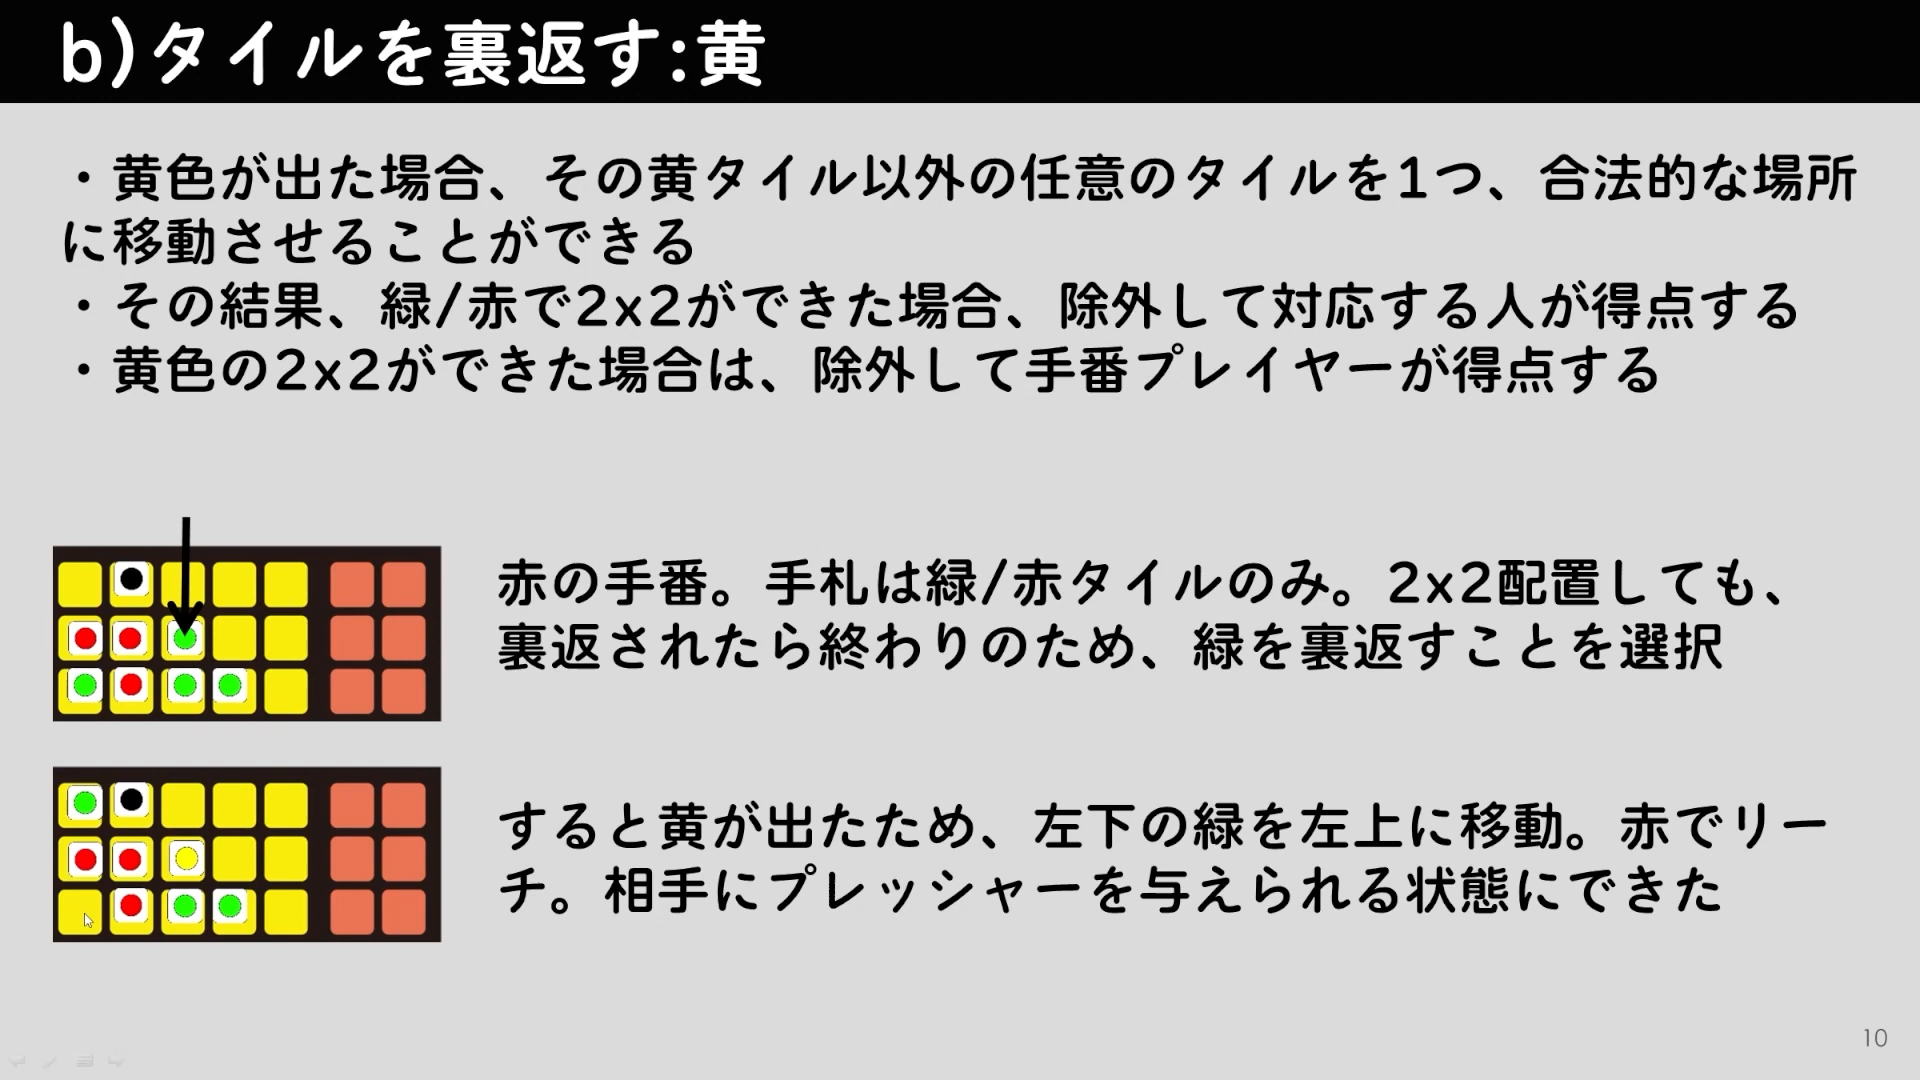 b)タイルを裏返す:黄
・黄色が出た場合、その黄タイル以外の任意のタイルを1つ、合法的な場所
に移動させることができる
・その結果、緑/赤で2x2ができた場合、除外して対応する人が得点する
・黄色の2x2ができた場合は、除外して手番プレイヤーが得点する
赤の手番。手札は緑/赤タイルのみ。2x2配置しても、
裏返されたら終わりのため、緑を裏返すことを選択
すると黄が出たため、左下の緑を左上に移動。赤でリー
チ。相手にプレッシャーを与えられる状態にできた
10